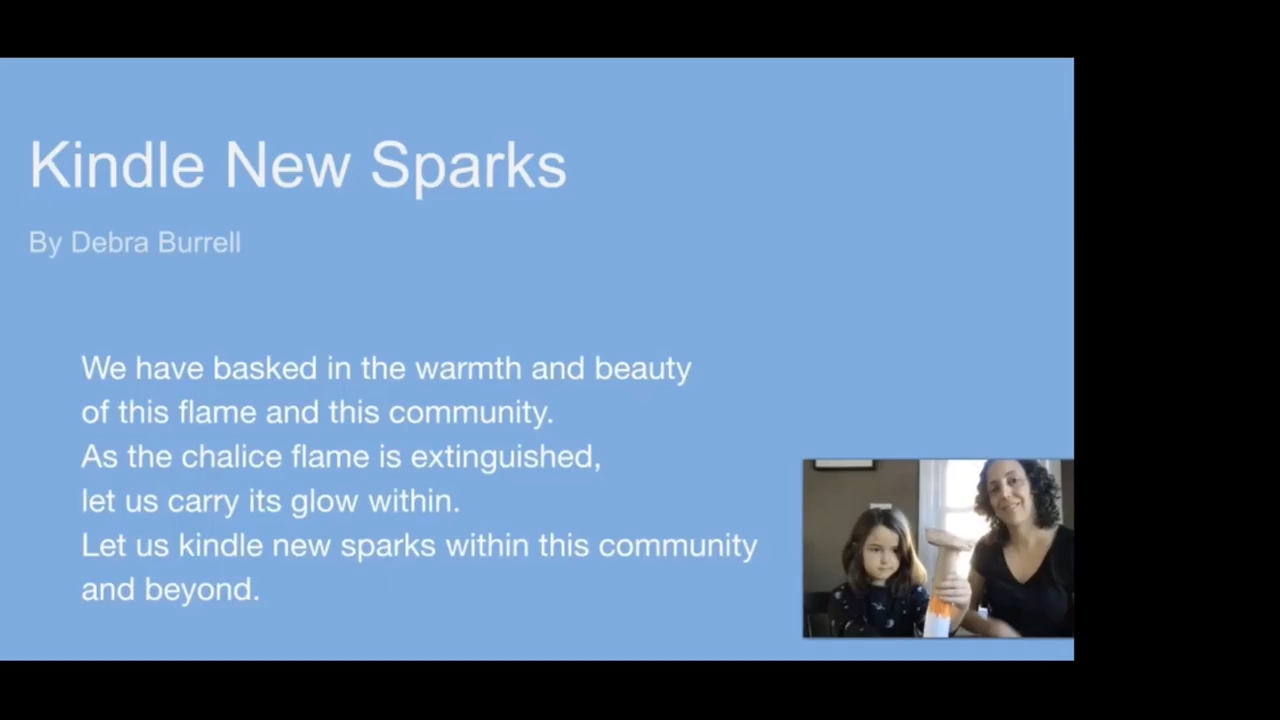 Kindle New Sparks
By Debra Burrell
We have basked in the warmth and beauty
of this flame and this community.
As the chalice flame is extinguished,
let us carry its glow within.
Let us kindle new sparks within this community
and beyond.